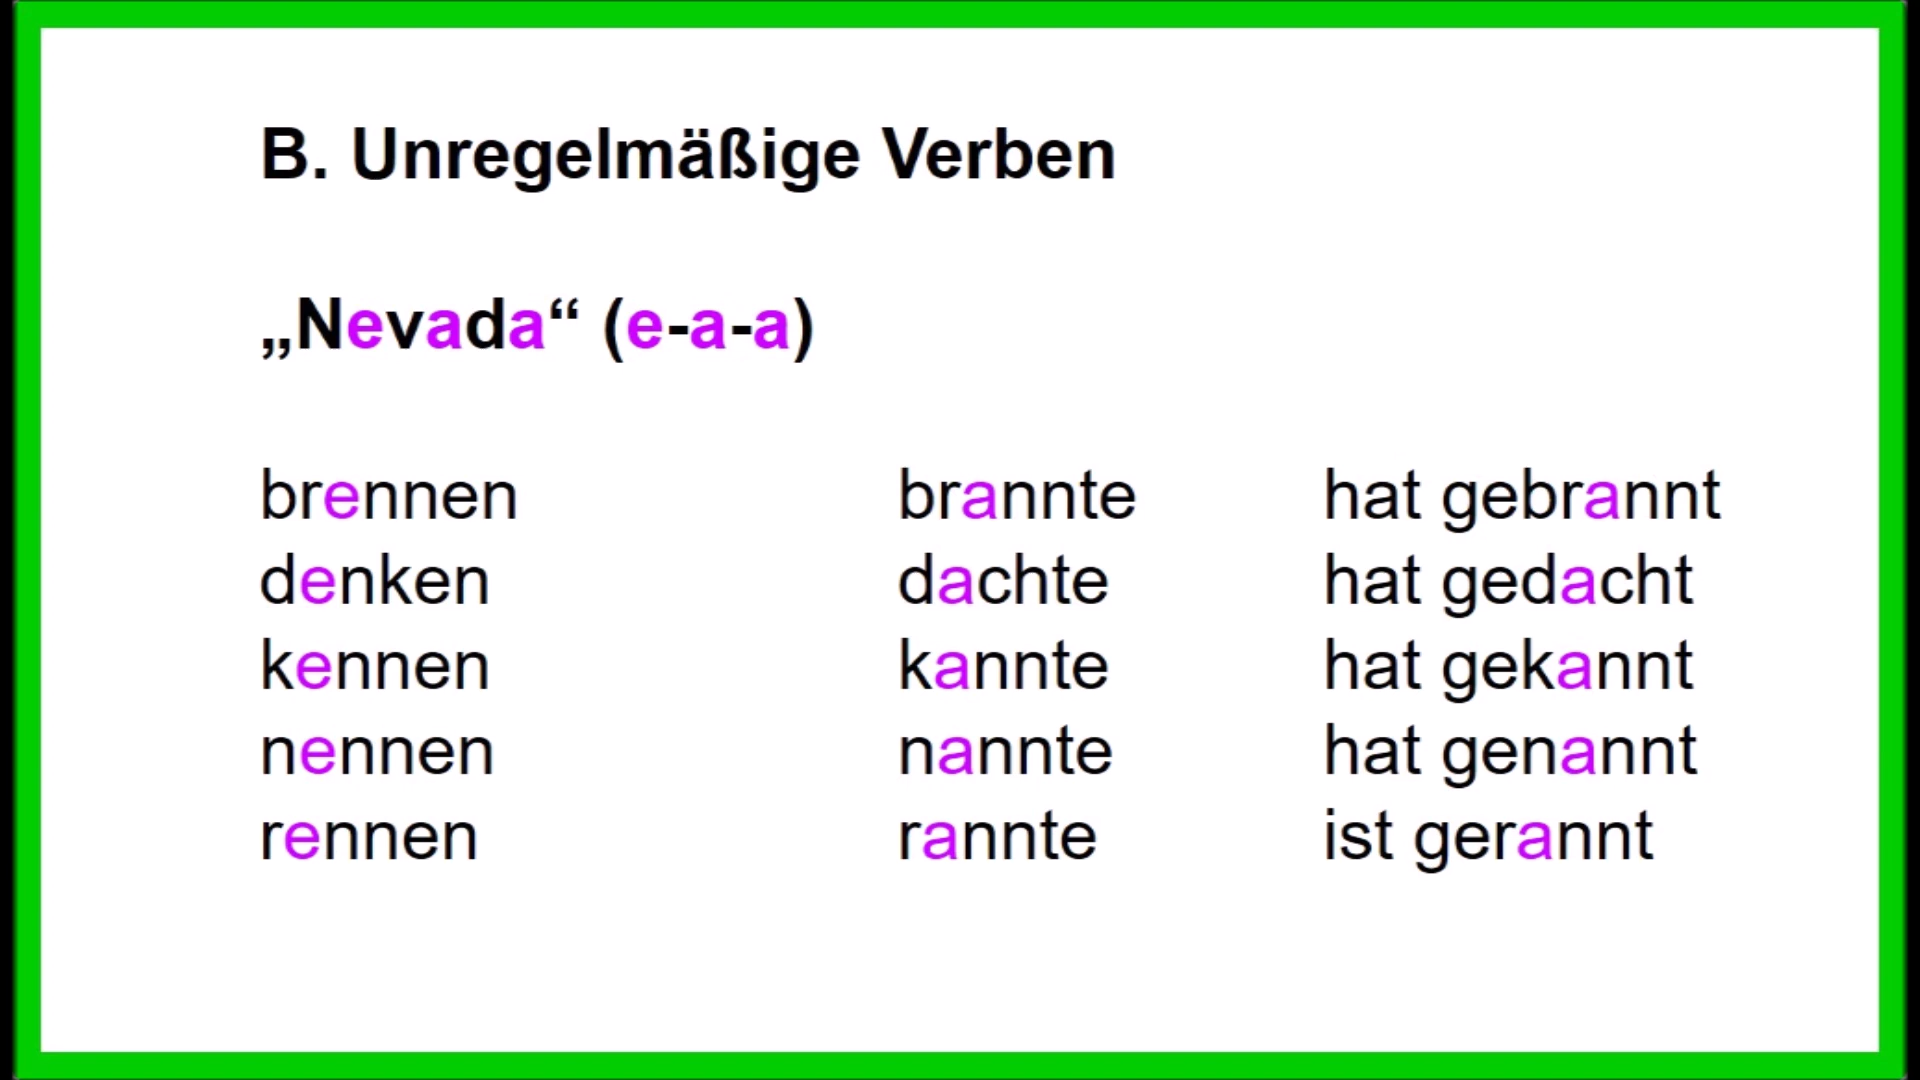 B. Unregelmäßige Verben
„Nevada“ (e-a-a)
brennen brannte hat gebrannt
denken dachte hat gedacht
kennen kannte hat gekannt
nennen nannte hat genannt
rennen rannte ist gerannt